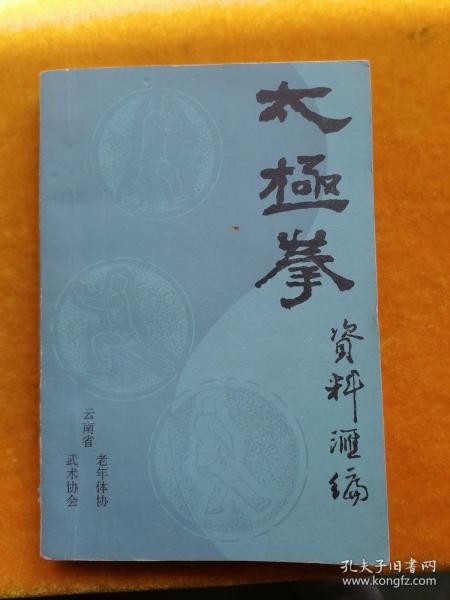 太極拳
資料滙编
云南省
老年体协
武术协会
孔夫子旧书网
www.kongfz.com